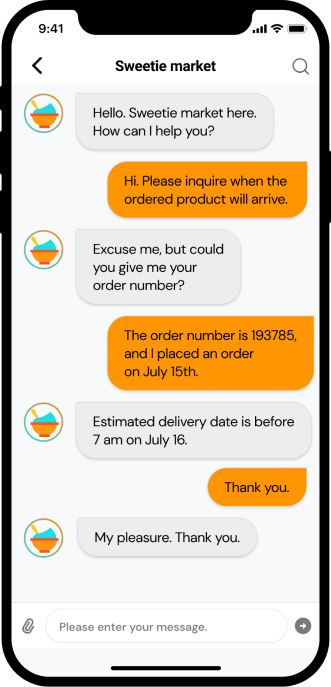 9:41
Sweetie market
Hello. Sweetie market here.
How can I help you?
Hi. Please inquire when the
ordered product will arrive.
Excuse me, but could
you give me your
order number?
The order number is 193785,
and I placed an order
on July 15th.
Estimated delivery date is before
7 am on July 16.
Thank you.
My pleasure. Thank you.
Please enter your message.